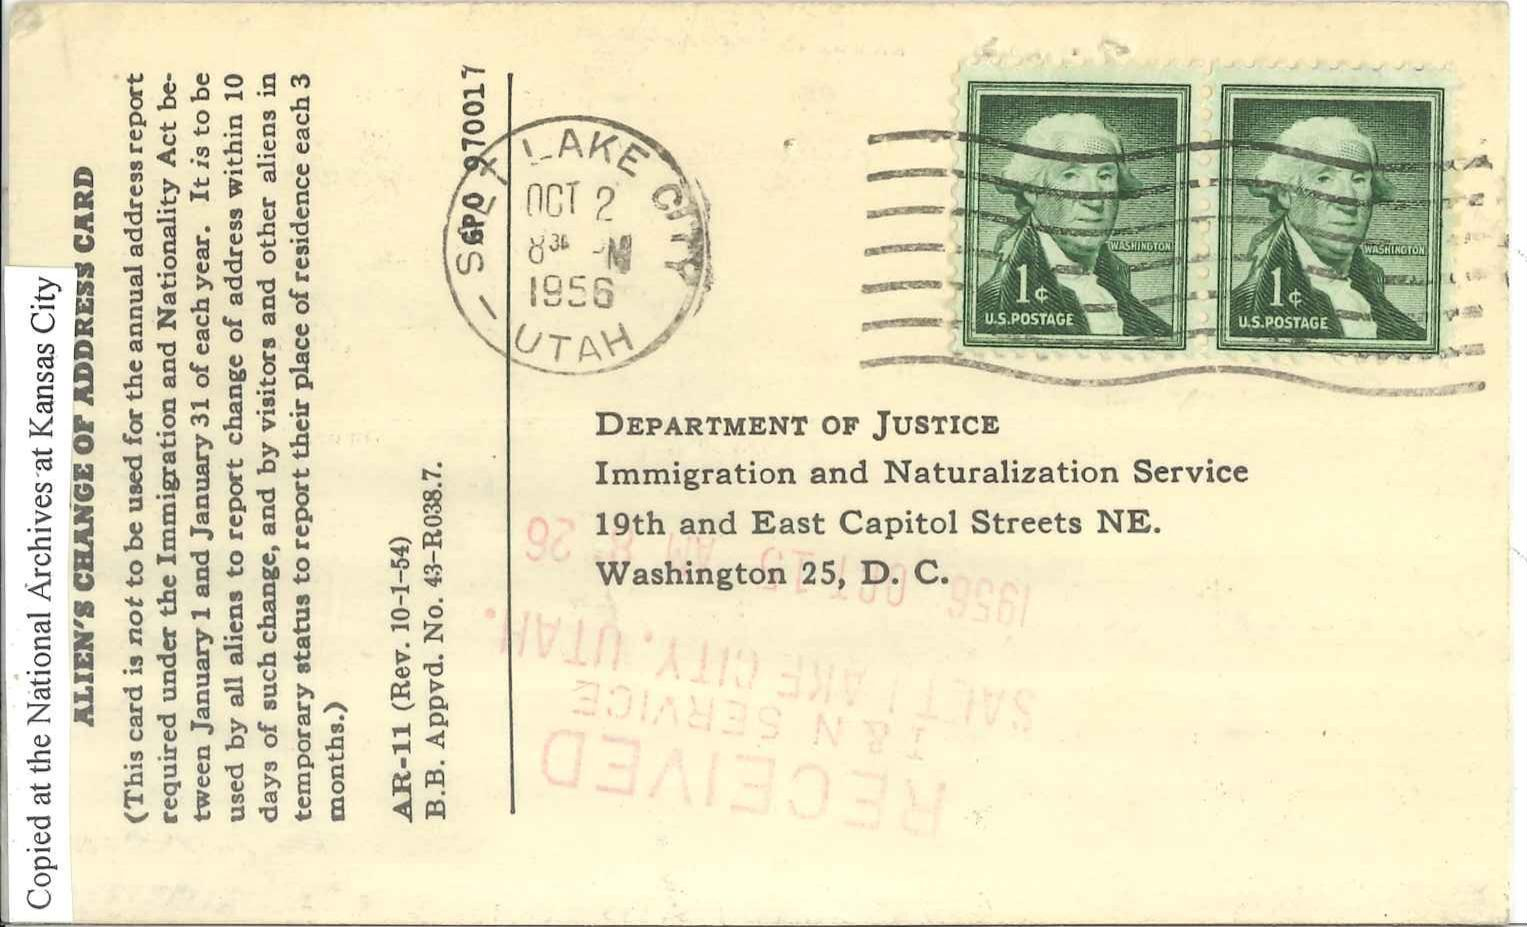 Copied at the National Archives at Kansas City
ALIEN'S CHANGE OF ADDRESS CARD
(This card is not to be used for the annual address report
required under the Immigration and Nationality Act be-
tween January 1 and January 31 of each year. It is to be
used by all aliens to report change of address within 10
days of such change, and by visitors and other aliens in
temporary status to report their place of residence each 3
months.)
AR-11 (Rev. 10-1-54)
B.B. Appvd. No. 43-R038.7.
GPO 970017
SALT LAKE CITY
OCT 2
1956
UTAH
WASHINGTON
1¢
U.S.POSTAGE
WASHINGTON
1¢
U.S.POSTAGE
DEPARTMENT OF JUSTICE
Immigration and Naturalization Service
19th and East Capitol Streets NE.
Washington 25, D. C.
RECEIVED
I & N SERVICE
SALT LAKE CITY, UTAH.
1956 OCT 15 AM 8 26